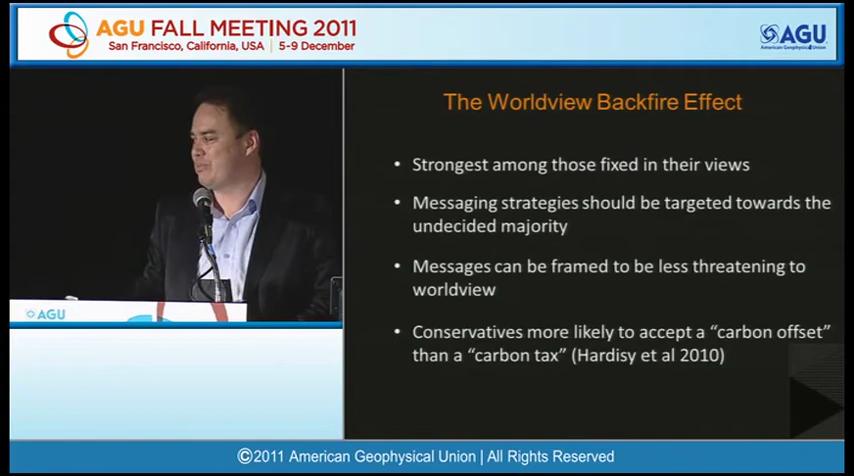 AGU FALL MEETING 2011
San Francisco, California, USA | 5-9 December
AGU
American Geophysical Union
The Worldview Backfire Effect
• Strongest among those fixed in their views
• Messaging strategies should be targeted towards the
undecided majority
• Messages can be framed to be less threatening to
worldview
• Conservatives more likely to accept a “carbon offset”
than a “carbon tax” (Hardisy et al 2010)
AGU
©2011 American Geophysical Union | All Rights Reserved